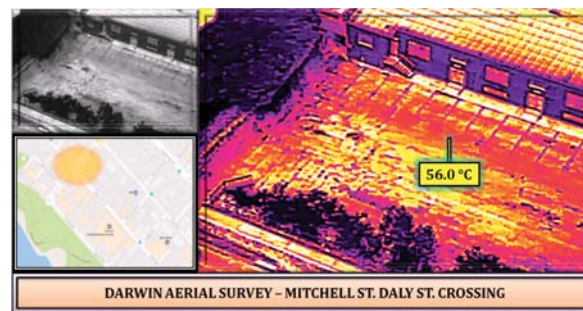 56.0 °C
DARWIN AERIAL SURVEY – MITCHELL ST. DALY ST. CROSSING